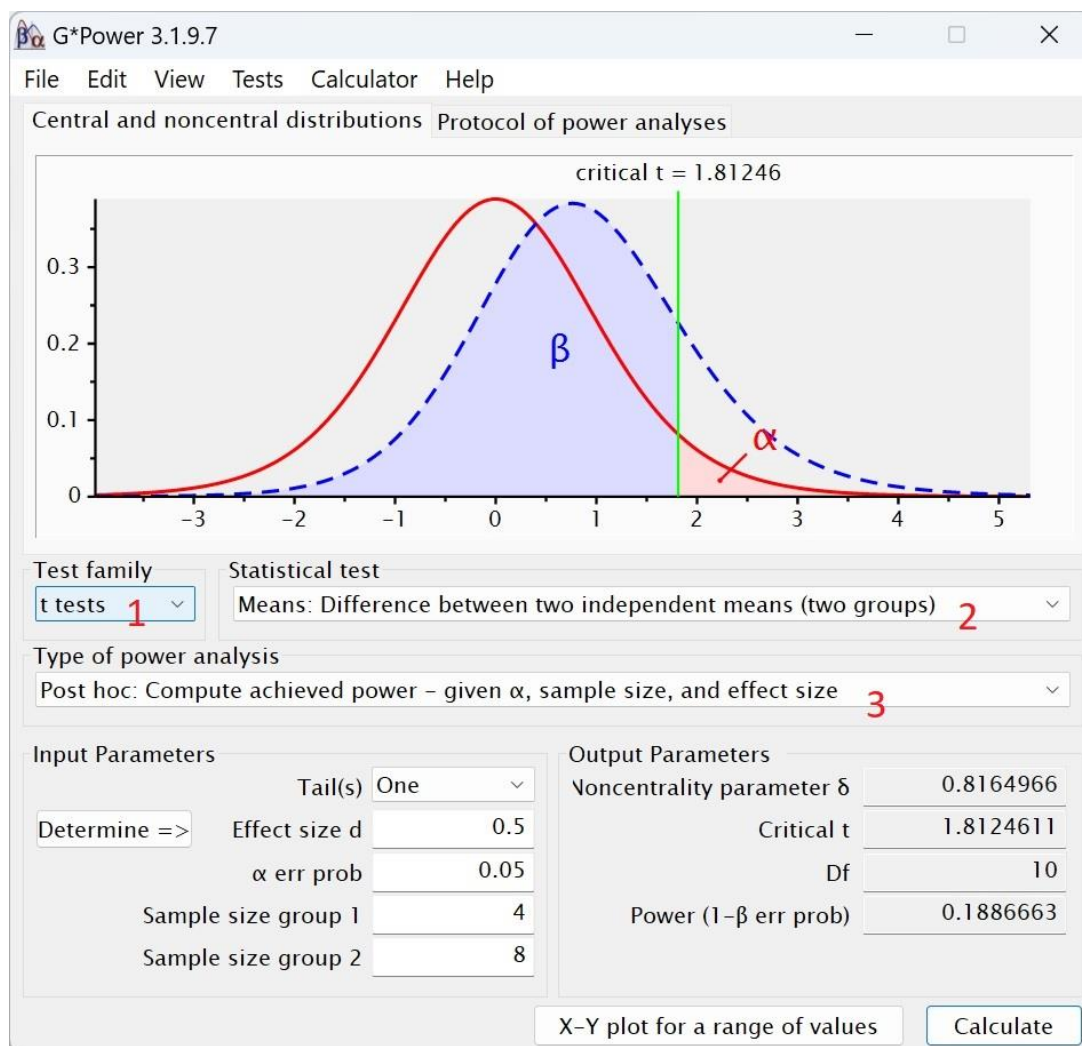 G*Power 3.1.9.7
File Edit View Tests Calculator Help
Central and noncentral distributions Protocol of power analyses
critical t = 1.81246
0.3
0.2
0.1
0
β
α
−3 −2 −1 0 1 2 3 4 5
Test family Statistical test
t tests 1 Means: Difference between two independent means (two groups) 2
Type of power analysis
Post hoc: Compute achieved power – given α, sample size, and effect size 3
Input Parameters Output Parameters
Tail(s) One Noncentrality parameter δ 0.8164966
Determine => Effect size d 0.5 Critical t 1.8124611
α err prob 0.05 Df 10
Sample size group 1 4 Power (1−β err prob) 0.1886663
Sample size group 2 8
X−Y plot for a range of values Calculate